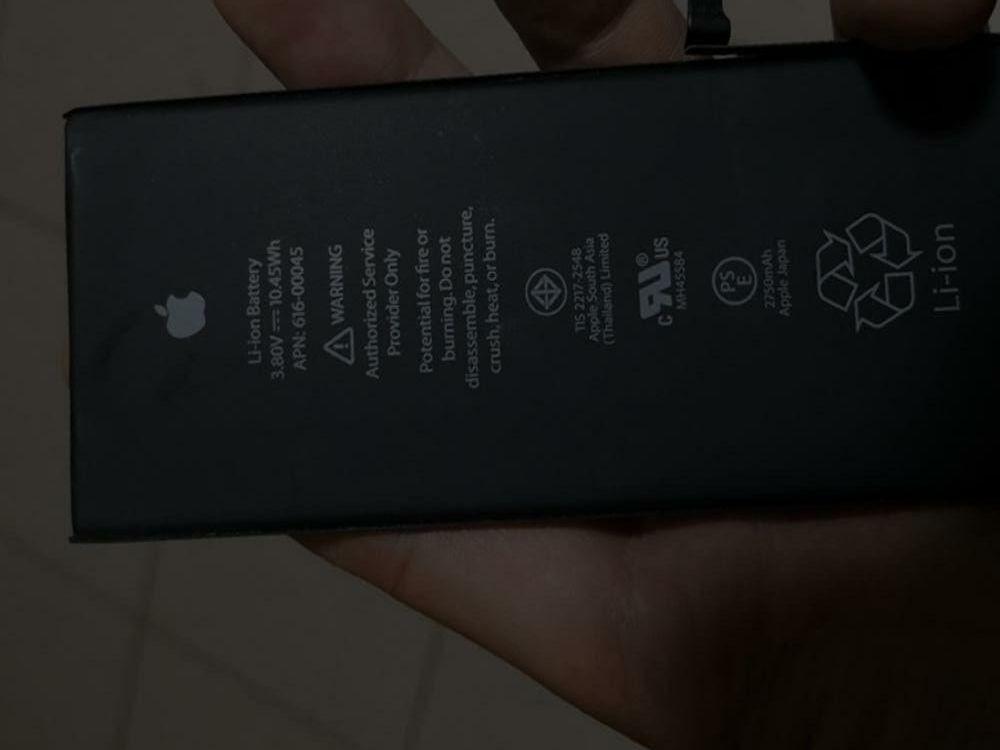 Li-ion Battery
3.80V ⎓ 10.45Wh
APN: 616-00045
WARNING
Authorized Service
Provider Only
Potential for fire or
burning. Do not
disassemble, puncture,
crush, heat, or burn.
TIS 2217-2548
Apple South Asia
(Thailand) Limited
c RU ® US
MH45584
PS
E
2750mAh
Apple Japan
Li-ion